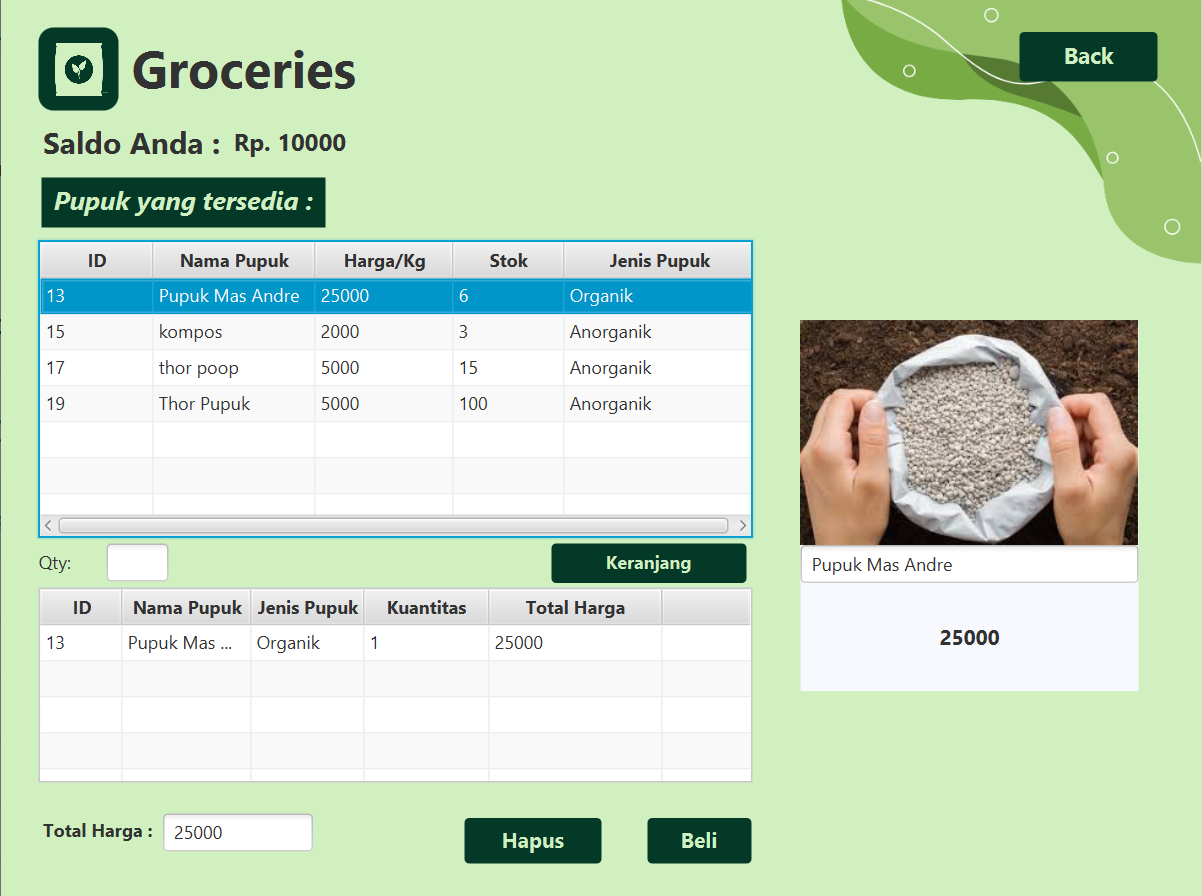 Groceries
Back
Saldo Anda : Rp. 10000
Pupuk yang tersedia :
ID Nama Pupuk Harga/Kg Stok Jenis Pupuk
13 Pupuk Mas Andre 25000 6 Organik
15 kompos 2000 3 Anorganik
17 thor poop 5000 15 Anorganik
19 Thor Pupuk 5000 100 Anorganik
Qty: Keranjang
ID Nama Pupuk Jenis Pupuk Kuantitas Total Harga
13 Pupuk Mas ... Organik 1 25000
Pupuk Mas Andre
25000
Total Harga : 25000
Hapus Beli